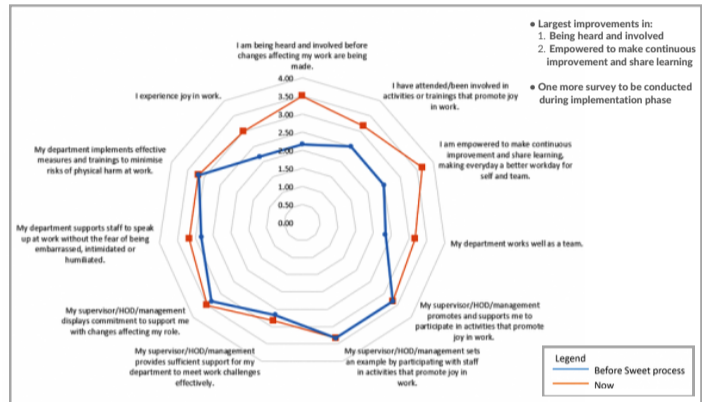 I am being heard and involved before
changes affecting my work are being
made.
4.00
3.50
3.00
2.50
2.00
1.50
1.00
0.50
0.00
I have attended/been involved in
activities or trainings that promote joy
in work.
I am empowered to make continuous
improvement and share learning,
making everyday a better workday for
self and team.
My department works well as a team.
My supervisor/HOD/management
promotes and supports me to
participate in activities that promote
joy in work.
My supervisor/HOD/management sets
an example by participating with staff
in activities that promote joy in
work.
My supervisor/HOD/management
provides sufficient support for my
department to meet work challenges
effectively.
My supervisor/HOD/management
displays commitment to support me
with changes affecting my role.
My department supports staff to speak
up at work without the fear of being
embarrassed, intimidated or
humiliated.
My department implements effective
measures and trainings to minimise
risks of physical harm at work.
I experience joy in work.
• Largest improvements in:
1. Being heard and involved
2. Empowered to make continuous
improvement and share learning
• One more survey to be conducted
during implementation phase
Legend
Before Sweet process
Now